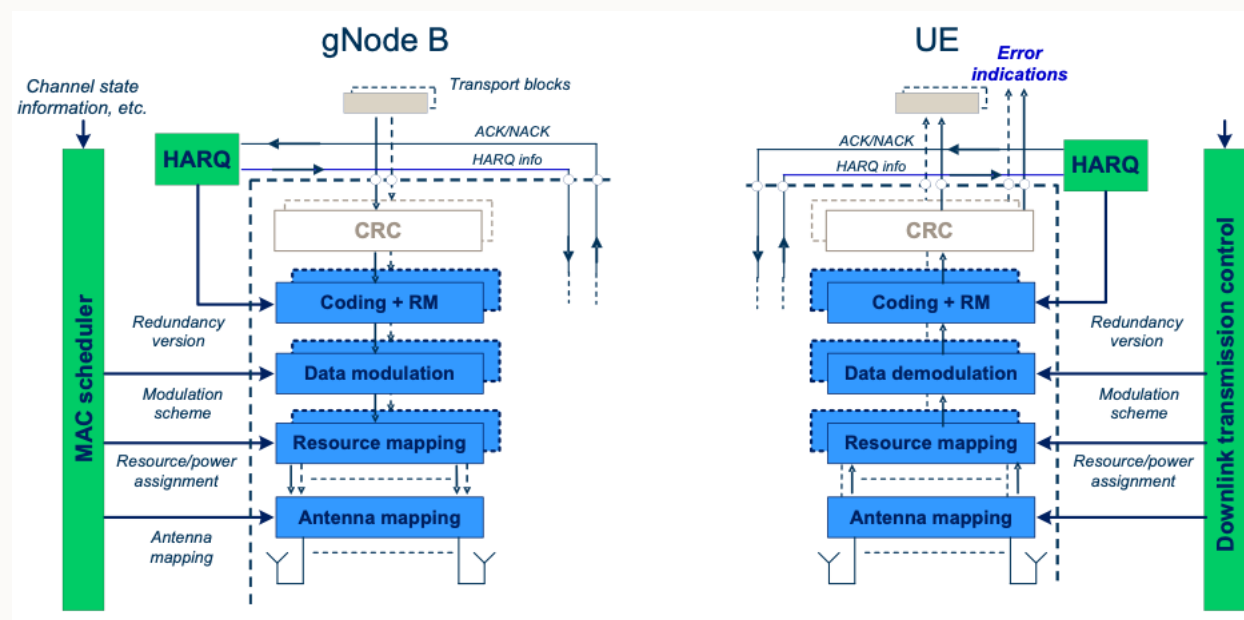 gNode B
UE
Error
indications
Channel state
information, etc.
Transport blocks
ACK/NACK
HARQ
HARQ info
ACK/NACK
HARQ info
HARQ
CRC
CRC
Coding + RM
Coding + RM
Redundancy
version
Redundancy
version
Data modulation
Data demodulation
Modulation
scheme
Modulation
scheme
Resource mapping
Resource mapping
Resource/power
assignment
Resource/power
assignment
Antenna mapping
Antenna mapping
Antenna
mapping
MAC scheduler
Downlink transmission control